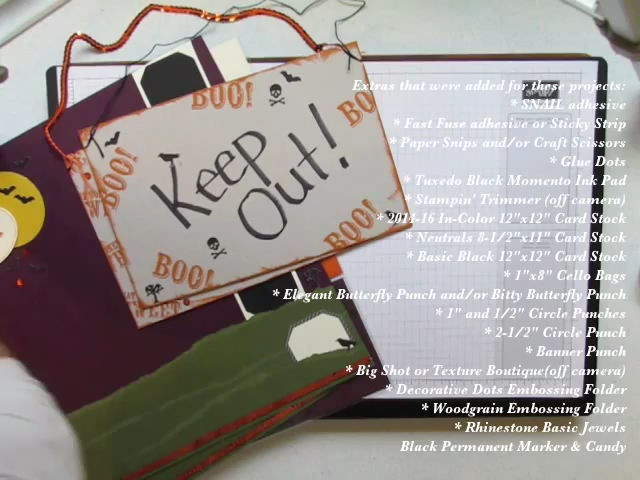 BOO!
BOO!
BOO!
Keep
Out!
BOO!
BOO!
Extras that were added for these projects:
* SNAIL adhesive
* Fast Fuse adhesive or Sticky Strip
* Paper Snips and/or Craft Scissors
* Glue Dots
* Tuxedo Black Momento Ink Pad
* Stampin' Trimmer (off camera)
* 2014-16 In-Color 12"x12" Card Stock
* Neutrals 8-1/2"x11" Card Stock
* Basic Black 12"x12" Card Stock
* 1"x8" Cello Bags
* Elegant Butterfly Punch and/or Bitty Butterfly Punch
* 1" and 1/2" Circle Punches
* 2-1/2" Circle Punch
* Banner Punch
* Big Shot or Texture Boutique(off camera)
* Decorative Dots Embossing Folder
* Woodgrain Embossing Folder
* Rhinestone Basic Jewels
Black Permanent Marker & Candy